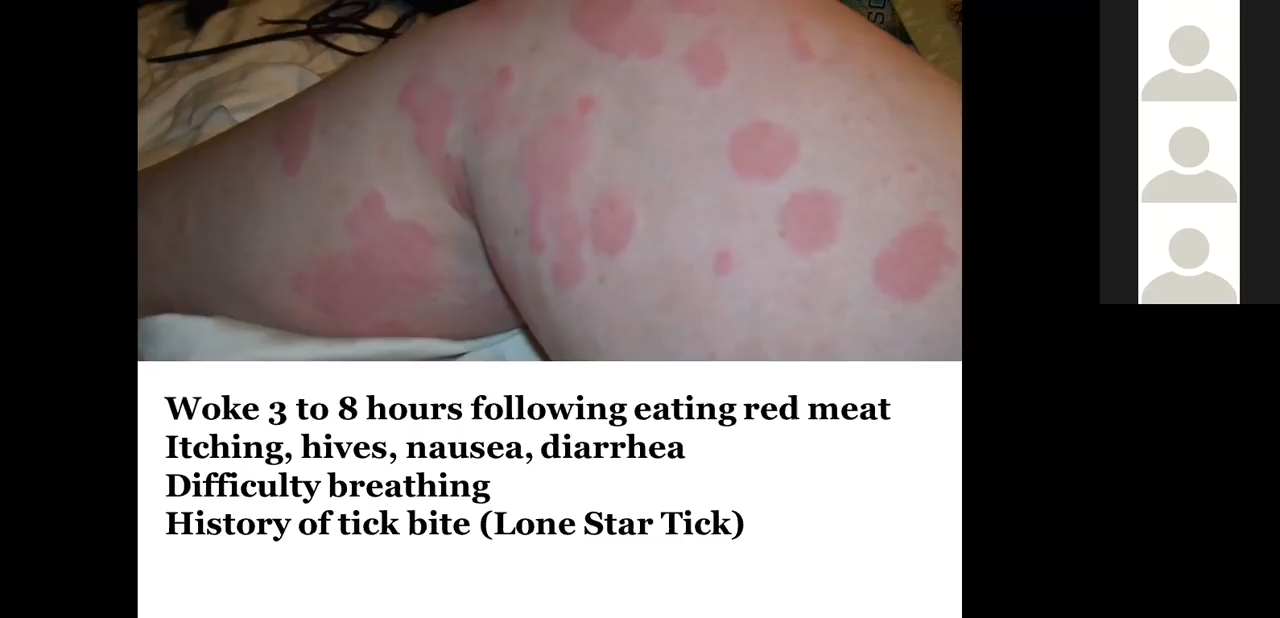 Woke 3 to 8 hours following eating red meat
Itching, hives, nausea, diarrhea
Difficulty breathing
History of tick bite (Lone Star Tick)